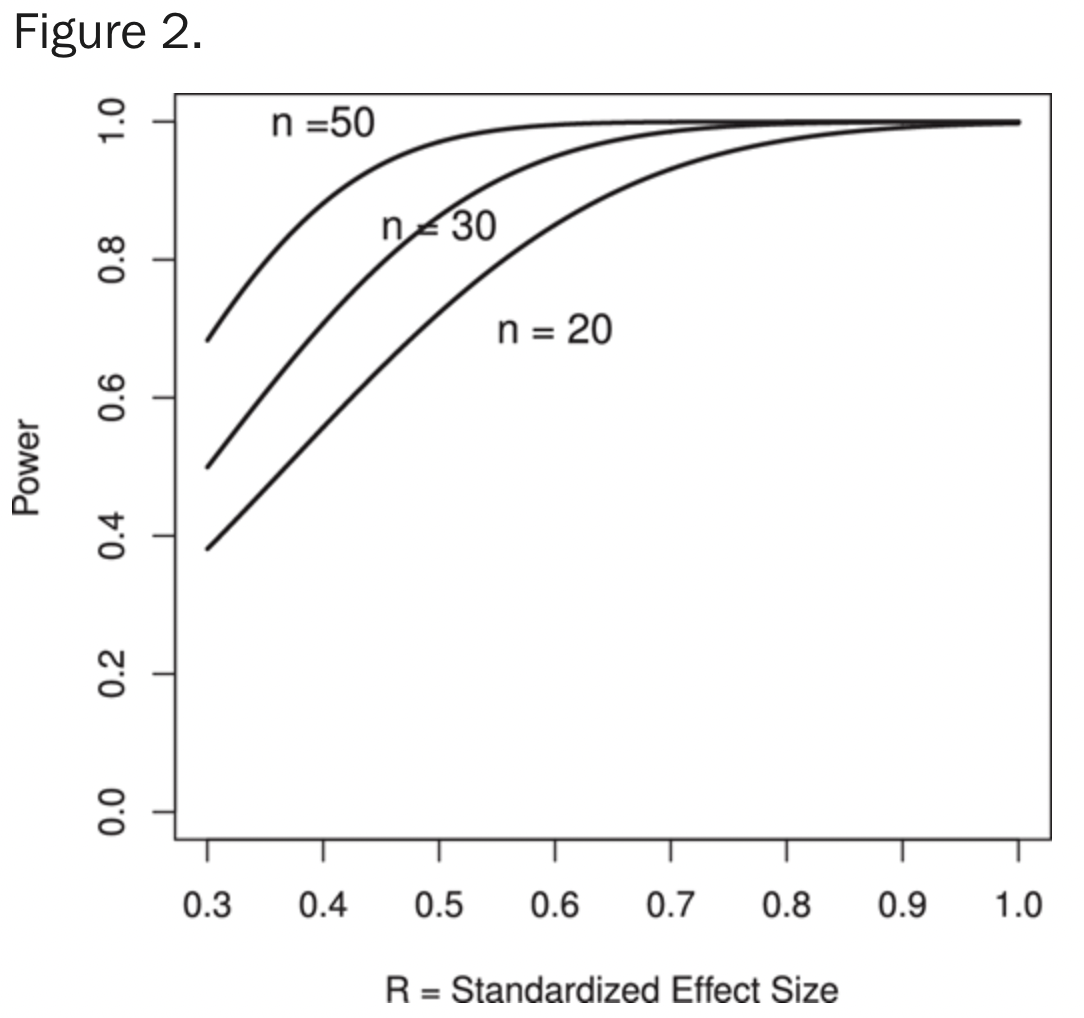 Figure 2.
n =50
n = 30
n = 20
Power
1.0
0.8
0.6
0.4
0.2
0.0
0.3 0.4 0.5 0.6 0.7 0.8 0.9 1.0
R = Standardized Effect Size